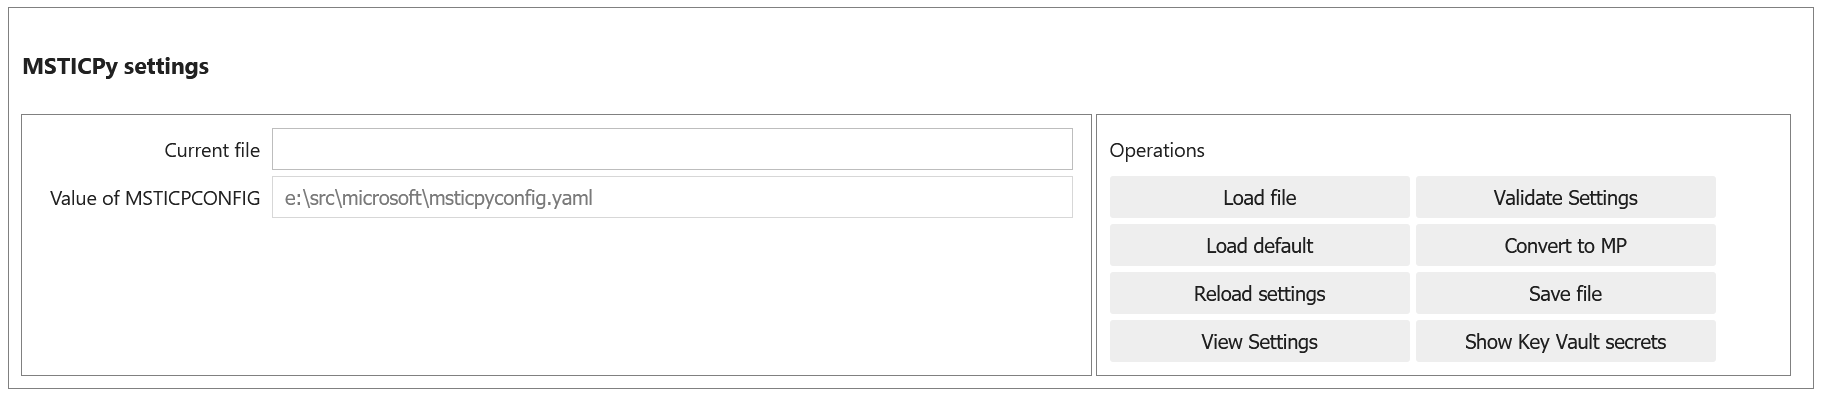 MSTICPy settings
Current file
Value of MSTICPCONFIG e:\src\microsoft\msticpyconfig.yaml
Operations
Load file Validate Settings
Load default Convert to MP
Reload settings Save file
View Settings Show Key Vault secrets